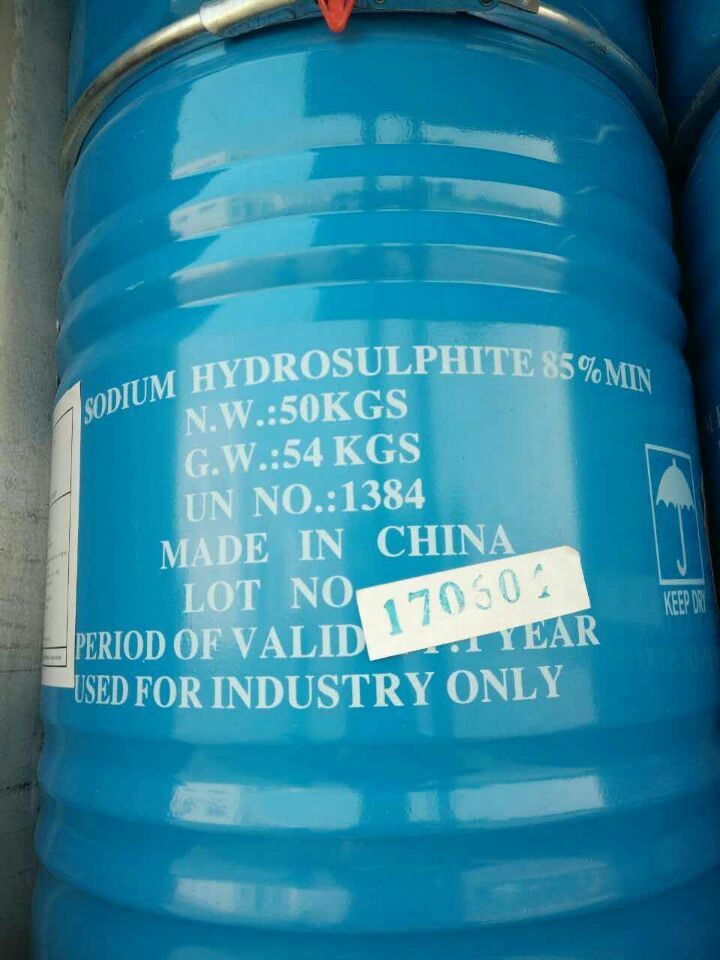 SODIUM HYDROSULPHITE 85%MIN
N.W.:50KGS
G.W.:54 KGS
UN NO.:1384
MADE IN CHINA
LOT NO
PERIOD OF VALID 1 YEAR
USED FOR INDUSTRY ONLY
KEEP DRY